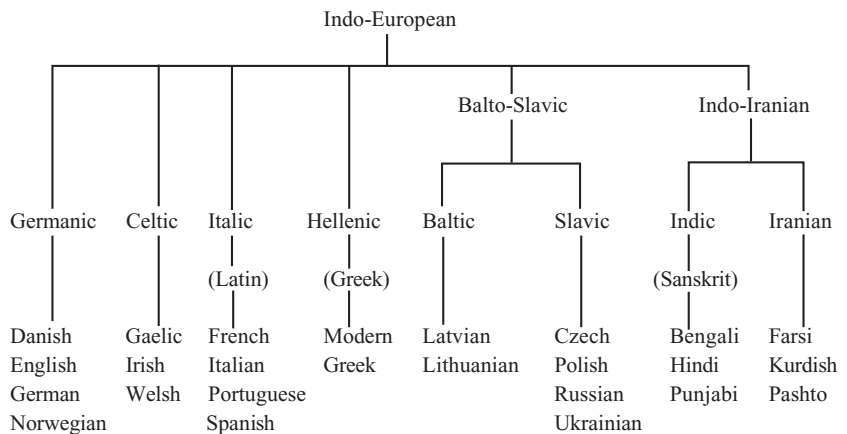 Indo-European
Balto-Slavic Indo-Iranian
Germanic Celtic Italic Hellenic Baltic Slavic Indic Iranian
(Latin) (Greek) (Sanskrit)
Danish Gaelic French Modern Latvian Czech Bengali Farsi
English Irish Italian Greek Lithuanian Polish Hindi Kurdish
German Welsh Portuguese Russian Punjabi Pashto
Norwegian Spanish Ukrainian